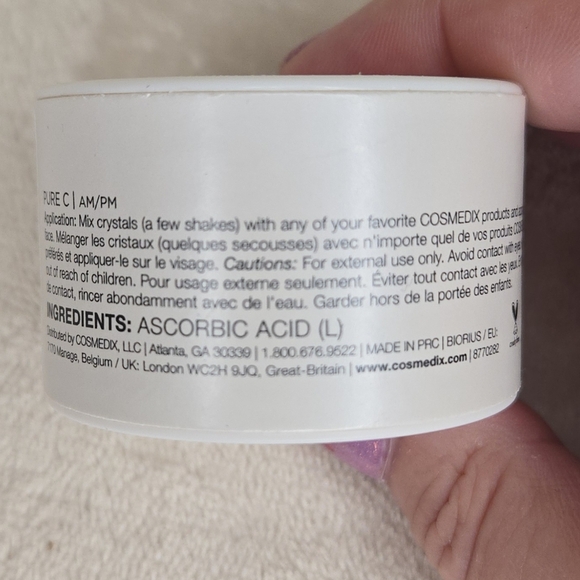 PURE C | AM/PM
Application: Mix crystals (a few shakes) with any of your favorite COSMEDIX products and
face. Mélanger les cristaux (quelques secousses) avec n'importe quel de vos produits
préférés et appliquer-le sur le visage. Cautions: For external use only. Avoid contact with eyes.
out of reach of children. Pour usage externe seulement. Éviter tout contact avec les yeux.
de contact, rincer abondamment avec de l'eau. Garder hors de la portée des enfants.
INGREDIENTS: ASCORBIC ACID (L)
Distributed by COSMEDIX, LLC | Atlanta, GA 30339 | 1.800.676.9522 | MADE IN PRC | BIORIUS / EU:
7170 Manage, Belgium / UK: London WC2H 9JQ, Great-Britain | www.cosmedix.com | 8770282